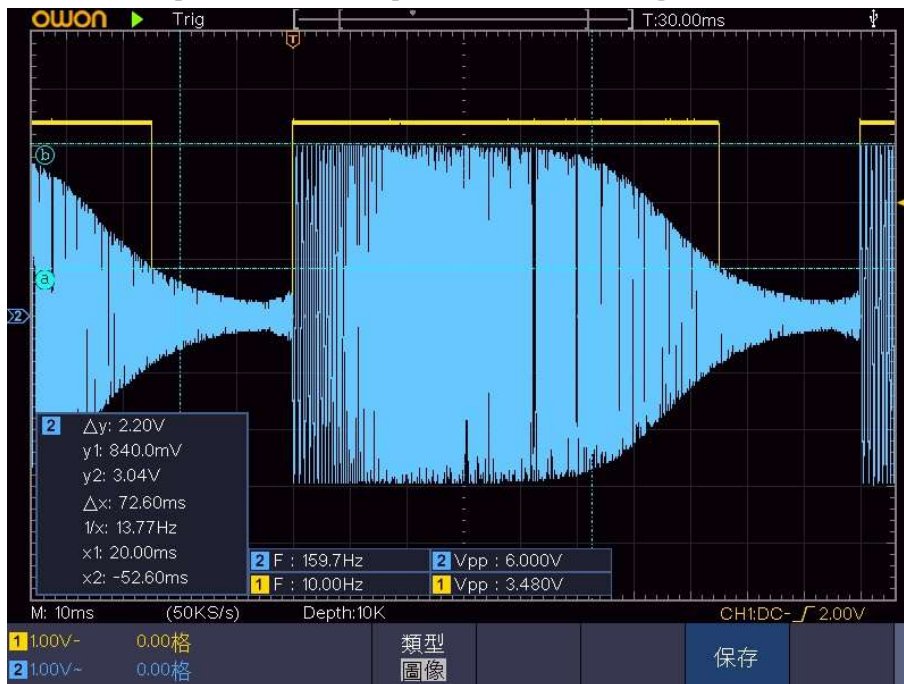 OWON Trig T:30.00ms
T
b
a
2
2 △y: 2.20V
y1: 840.0mV
y2: 3.04V
△x: 72.60ms
1/x: 13.77Hz
x1: 20.00ms
x2: -52.60ms
2 F : 159.7Hz 2 Vpp : 6.000V
1 F : 10.00Hz 1 Vpp : 3.480V
M: 10ms (50KS/s) Depth:10K CH1:DC- 2.00V
1 1.00V- 0.00格 類型 保存
2 1.00V~ 0.00格 圖像